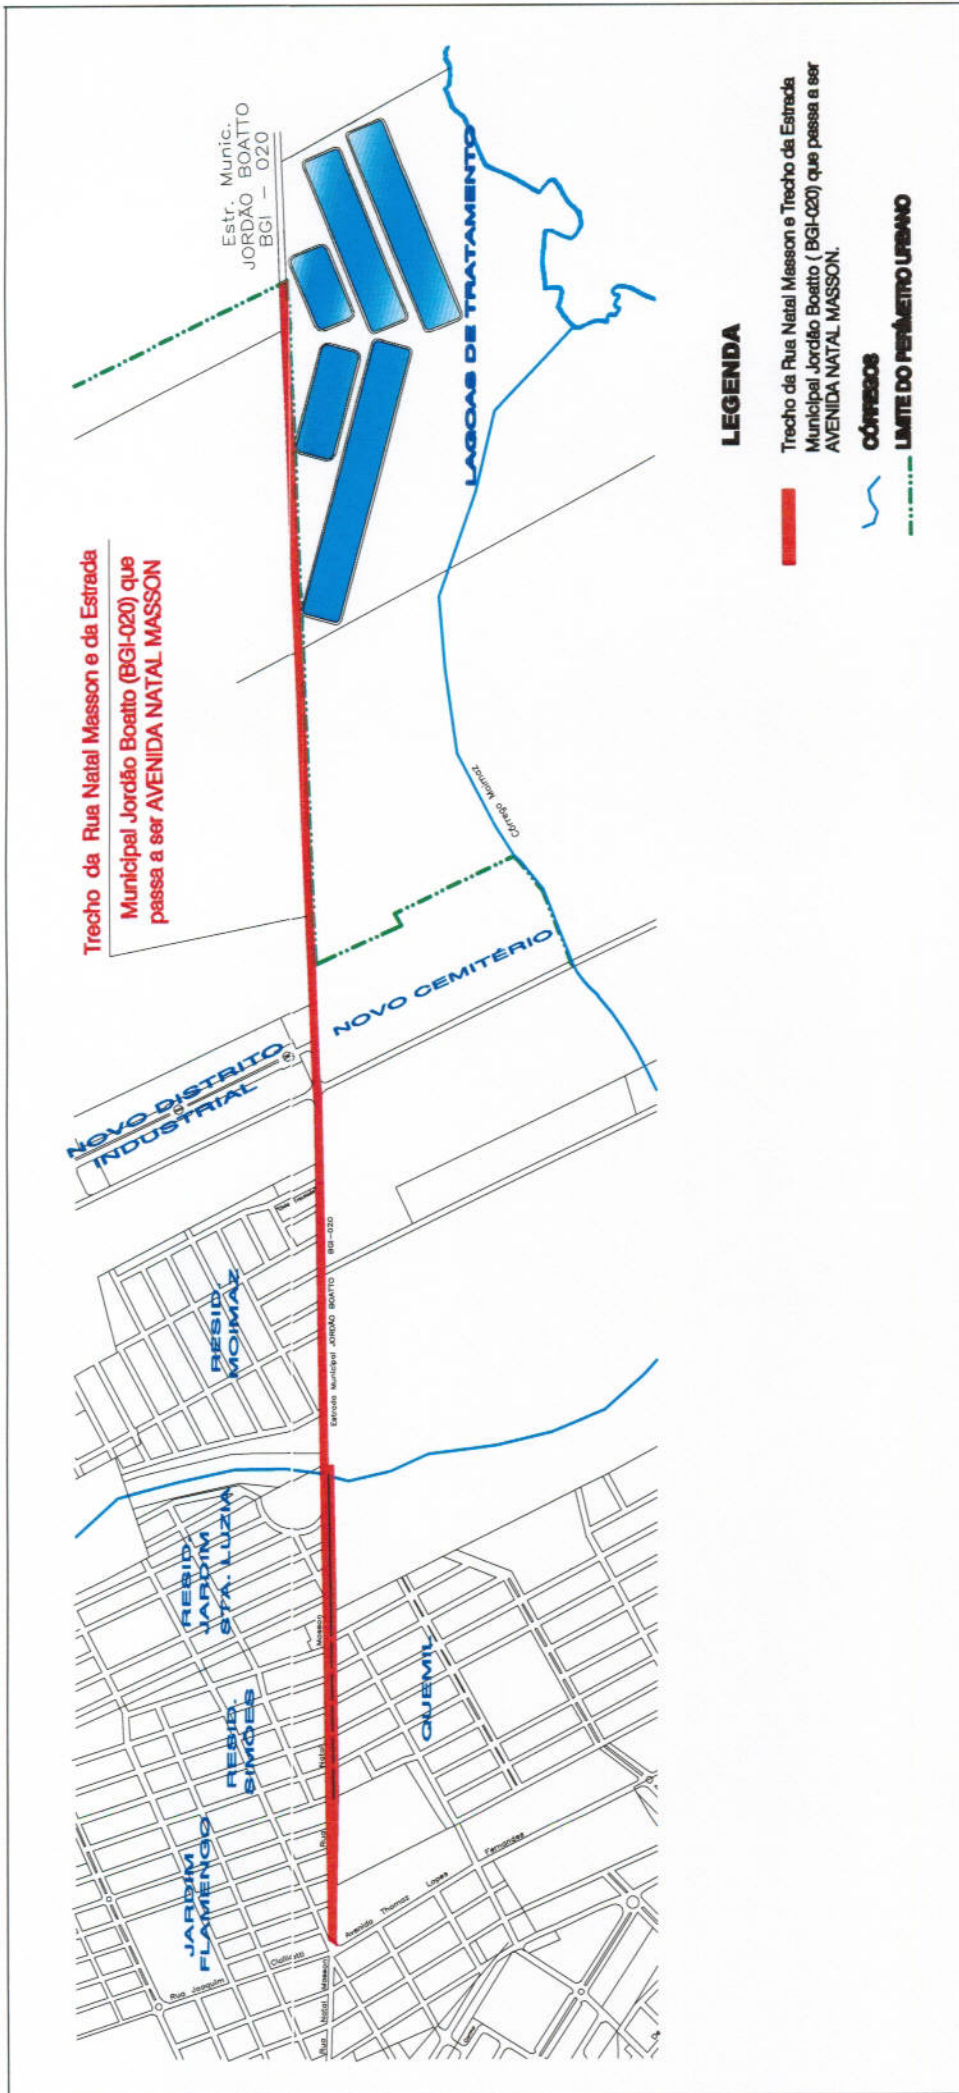 Trecho da Rua Natal Masson e da Estrada
Municipal Jordão Boatto (BGI-020) que
passa a ser AVENIDA NATAL MASSON
Estr. Munic.
JORDÃO BOATTO
BGI - 020
LAGOAS DE TRATAMENTO
Córrego Moimaz
NOVO CEMITÉRIO
NOVO DISTRITO
INDUSTRIAL
RESID.
MOIMAZ
Estrada Municipal JORDÃO BOATTO BGI-020
RESID.
JARDIM
STA. LUZIA
RESID.
SIMÕES
QUEMIL
JARDIM
FLAMENGO
Rua Natal Masson
Rua Natal Masson
Rua Joaquim
Avenida Thomaz Lopes Fernandes
LEGENDA
Trecho da Rua Natal Masson e Trecho da Estrada
Municipal Jordão Boatto ( BGI-020) que passa a ser
AVENIDA NATAL MASSON.
CÓRREGOS
LIMITE DO PERÍMETRO URBANO